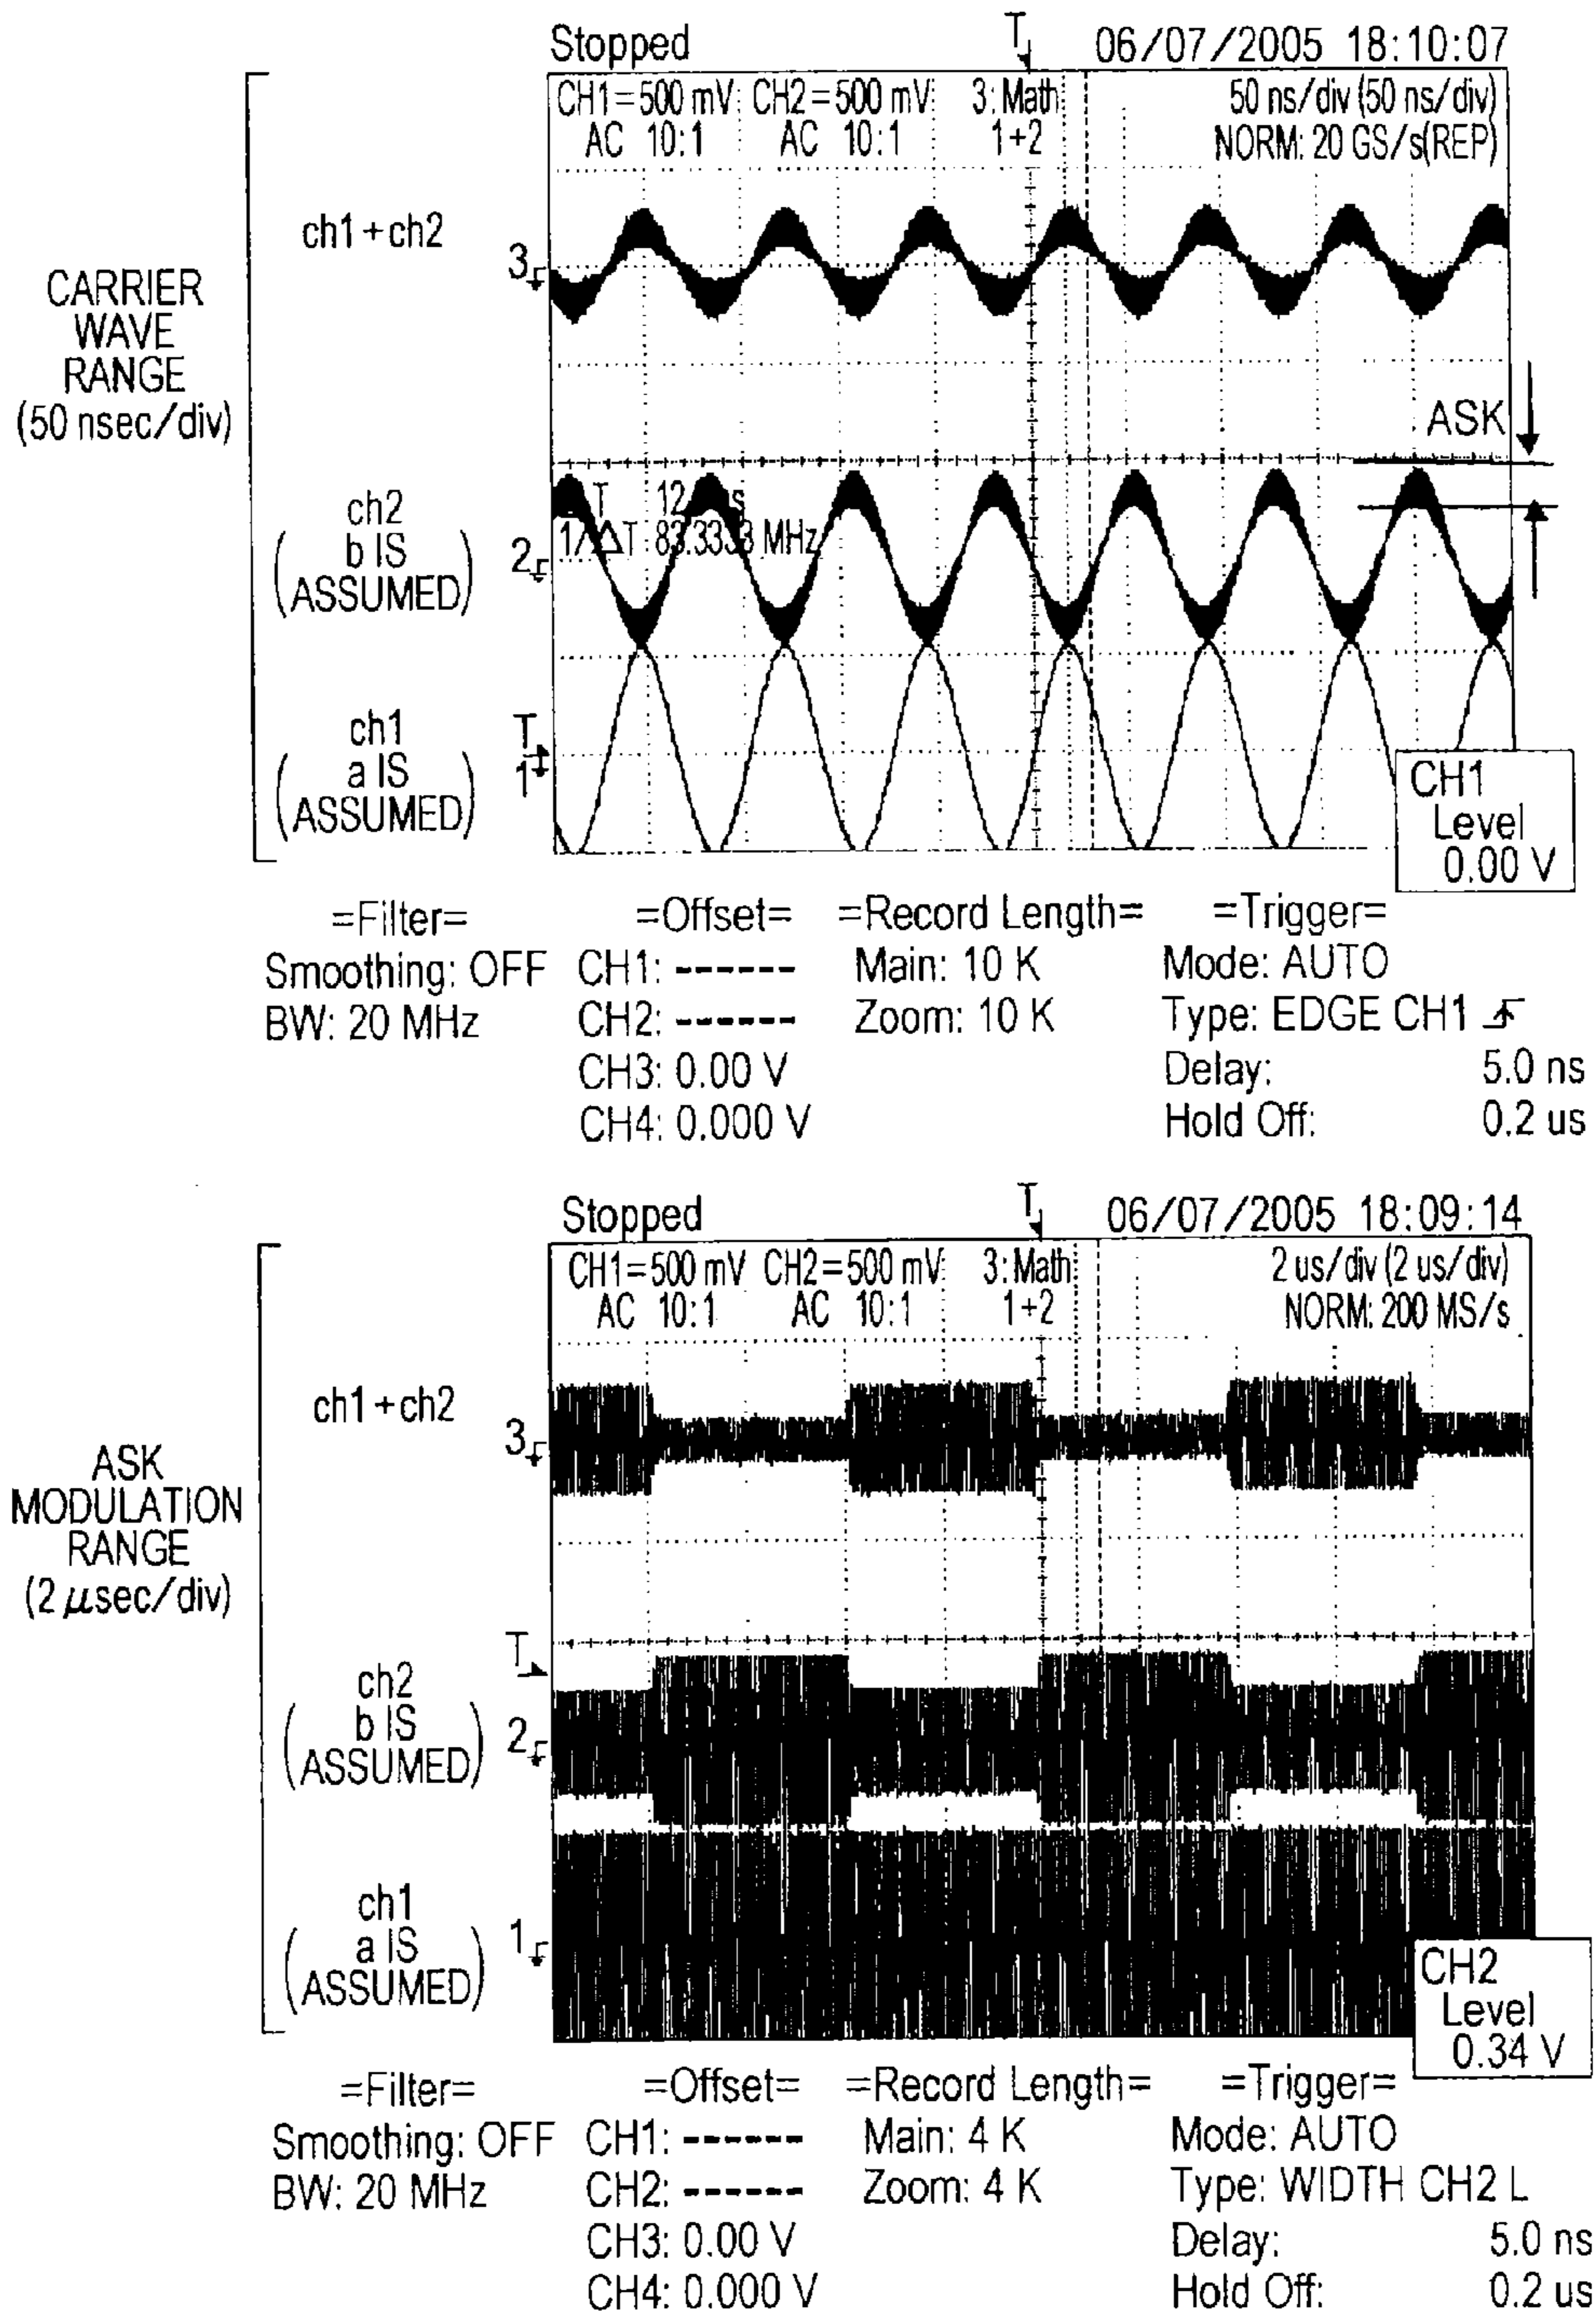 Stopped
T
06/07/2005 18:10:07
CH1=500 mV CH2=500 mV 3:Math 50 ns/div (50 ns/div)
AC 10:1 AC 10:1 1+2 NORM: 20 GS/s(REP)
CARRIER
WAVE
RANGE
(50 nsec/div)
ch1+ch2
3
ASK
ch2
b IS
(ASSUMED)
2
T 12. s
1/△T 83.3333 MHz
ch1
a IS
(ASSUMED)
T
1
CH1
Level
0.00 V
=Filter=
Smoothing: OFF
BW: 20 MHz
=Offset=
CH1: ------
CH2: ------
CH3: 0.00 V
CH4: 0.000 V
=Record Length=
Main: 10 K
Zoom: 10 K
=Trigger=
Mode: AUTO
Type: EDGE CH1
Delay: 5.0 ns
Hold Off: 0.2 us
Stopped
T
06/07/2005 18:09:14
CH1=500 mV CH2=500 mV 3:Math 2 us/div (2 us/div)
AC 10:1 AC 10:1 1+2 NORM: 200 MS/s
ASK
MODULATION
RANGE
(2 μsec/div)
ch1+ch2
3
T
ch2
b IS
(ASSUMED)
2
ch1
a IS
(ASSUMED)
1
CH2
Level
0.34 V
=Filter=
Smoothing: OFF
BW: 20 MHz
=Offset=
CH1: ------
CH2: ------
CH3: 0.00 V
CH4: 0.000 V
=Record Length=
Main: 4 K
Zoom: 4 K
=Trigger=
Mode: AUTO
Type: WIDTH CH2 L
Delay: 5.0 ns
Hold Off: 0.2 us